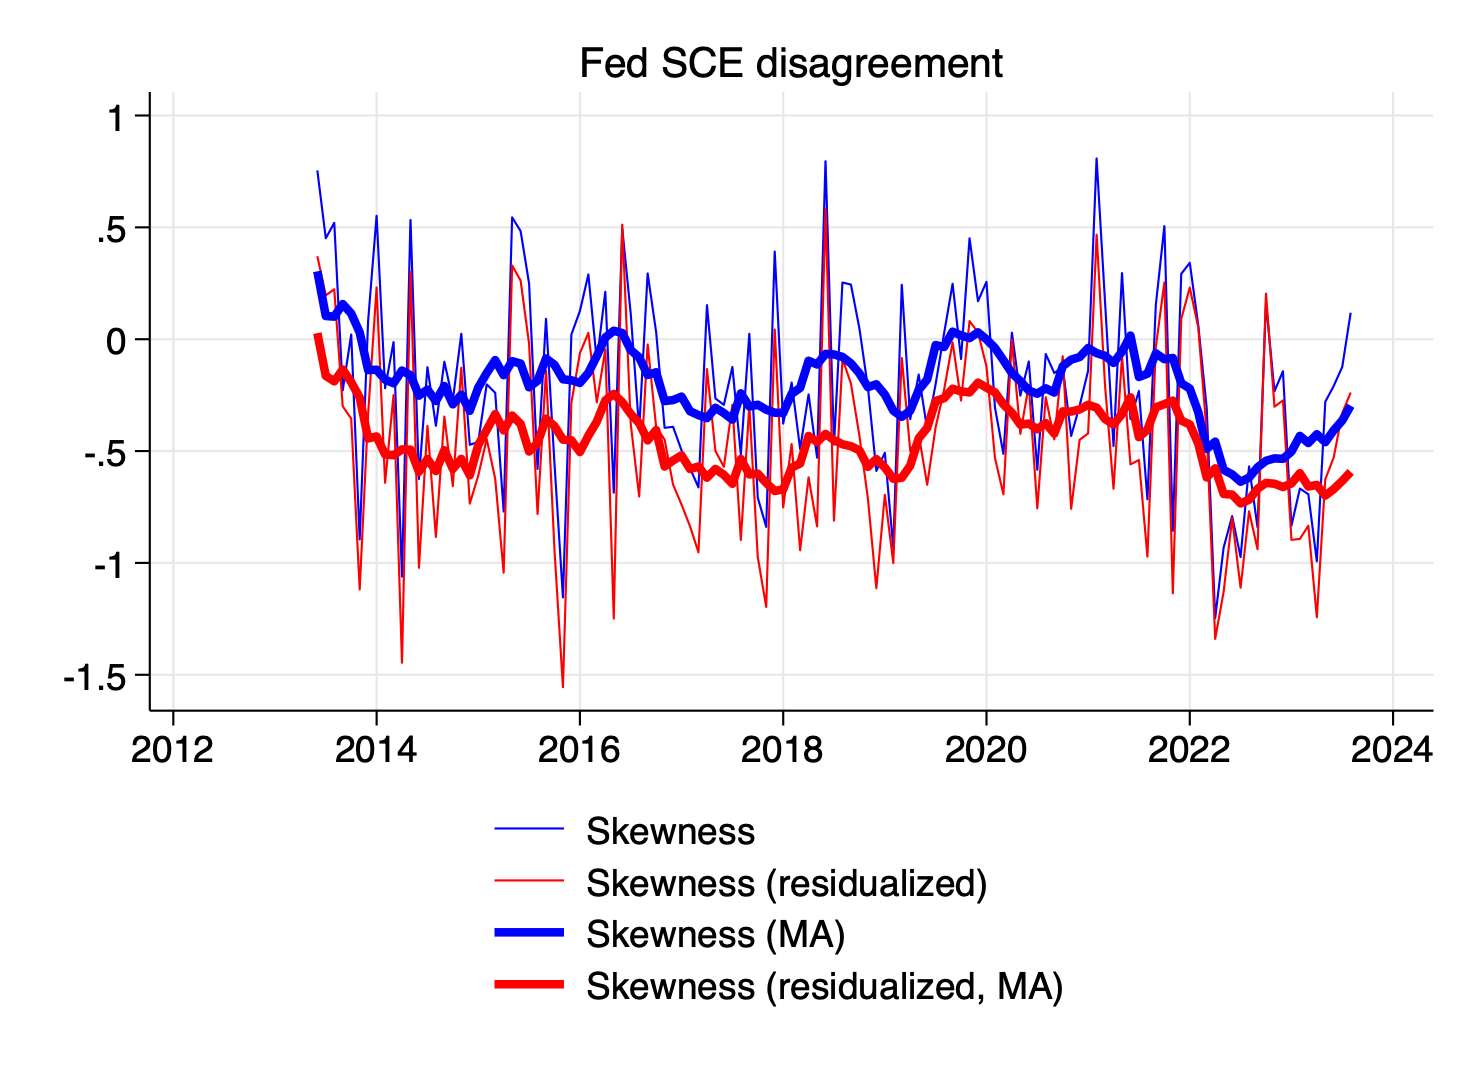 Fed SCE disagreement
1
.5
0
-.5
-1
-1.5
2012 2014 2016 2018 2020 2022 2024
Skewness
Skewness (residualized)
Skewness (MA)
Skewness (residualized, MA)